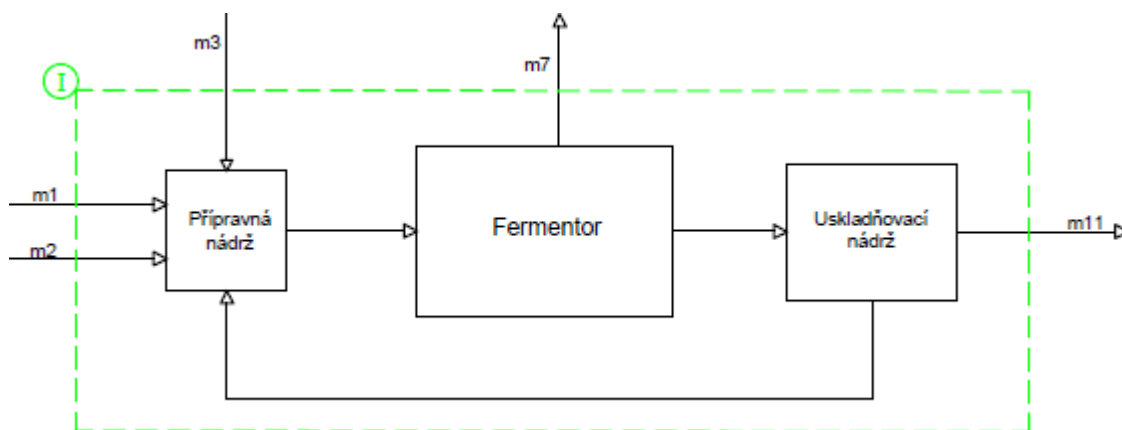 m3
m7
I
m1
Přípravná
nádrž
m2
Fermentor
Uskladňovací
nádrž
m11